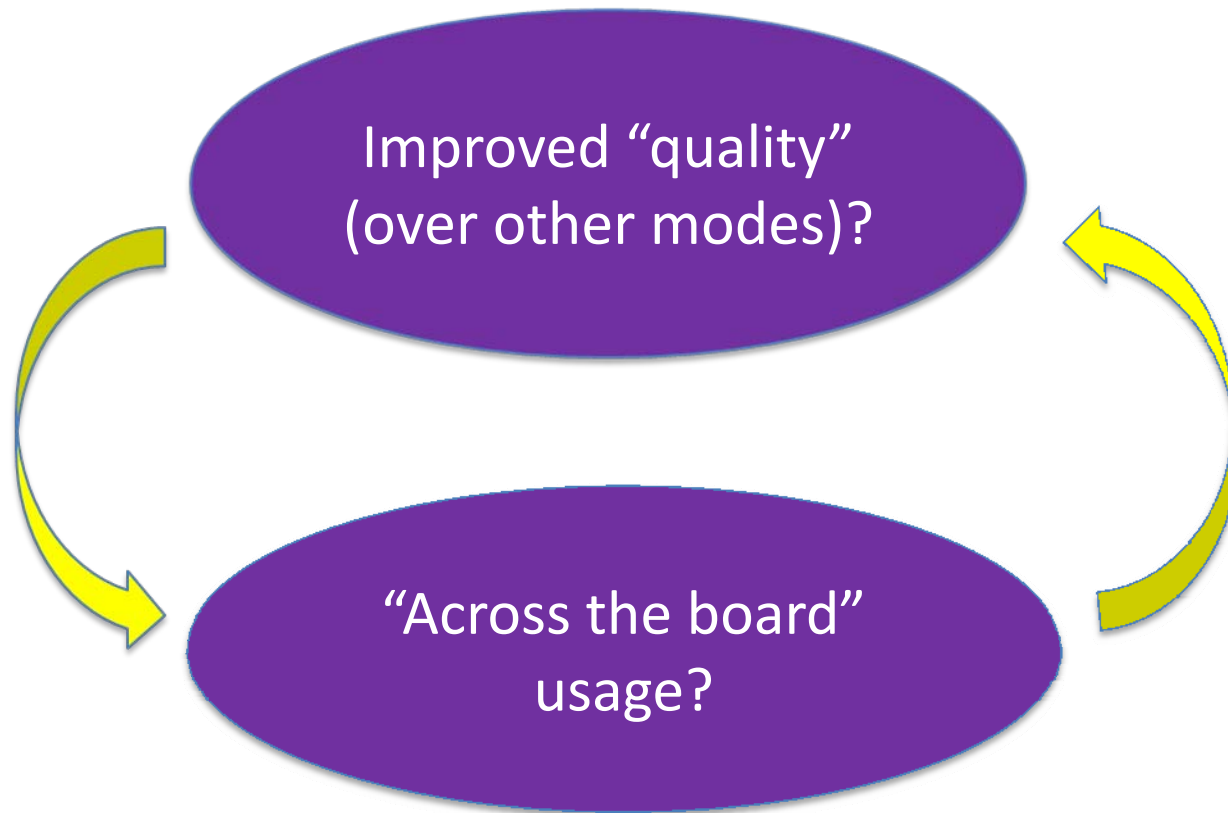 Improved “quality”
(over other modes)?
“Across the board”
usage?